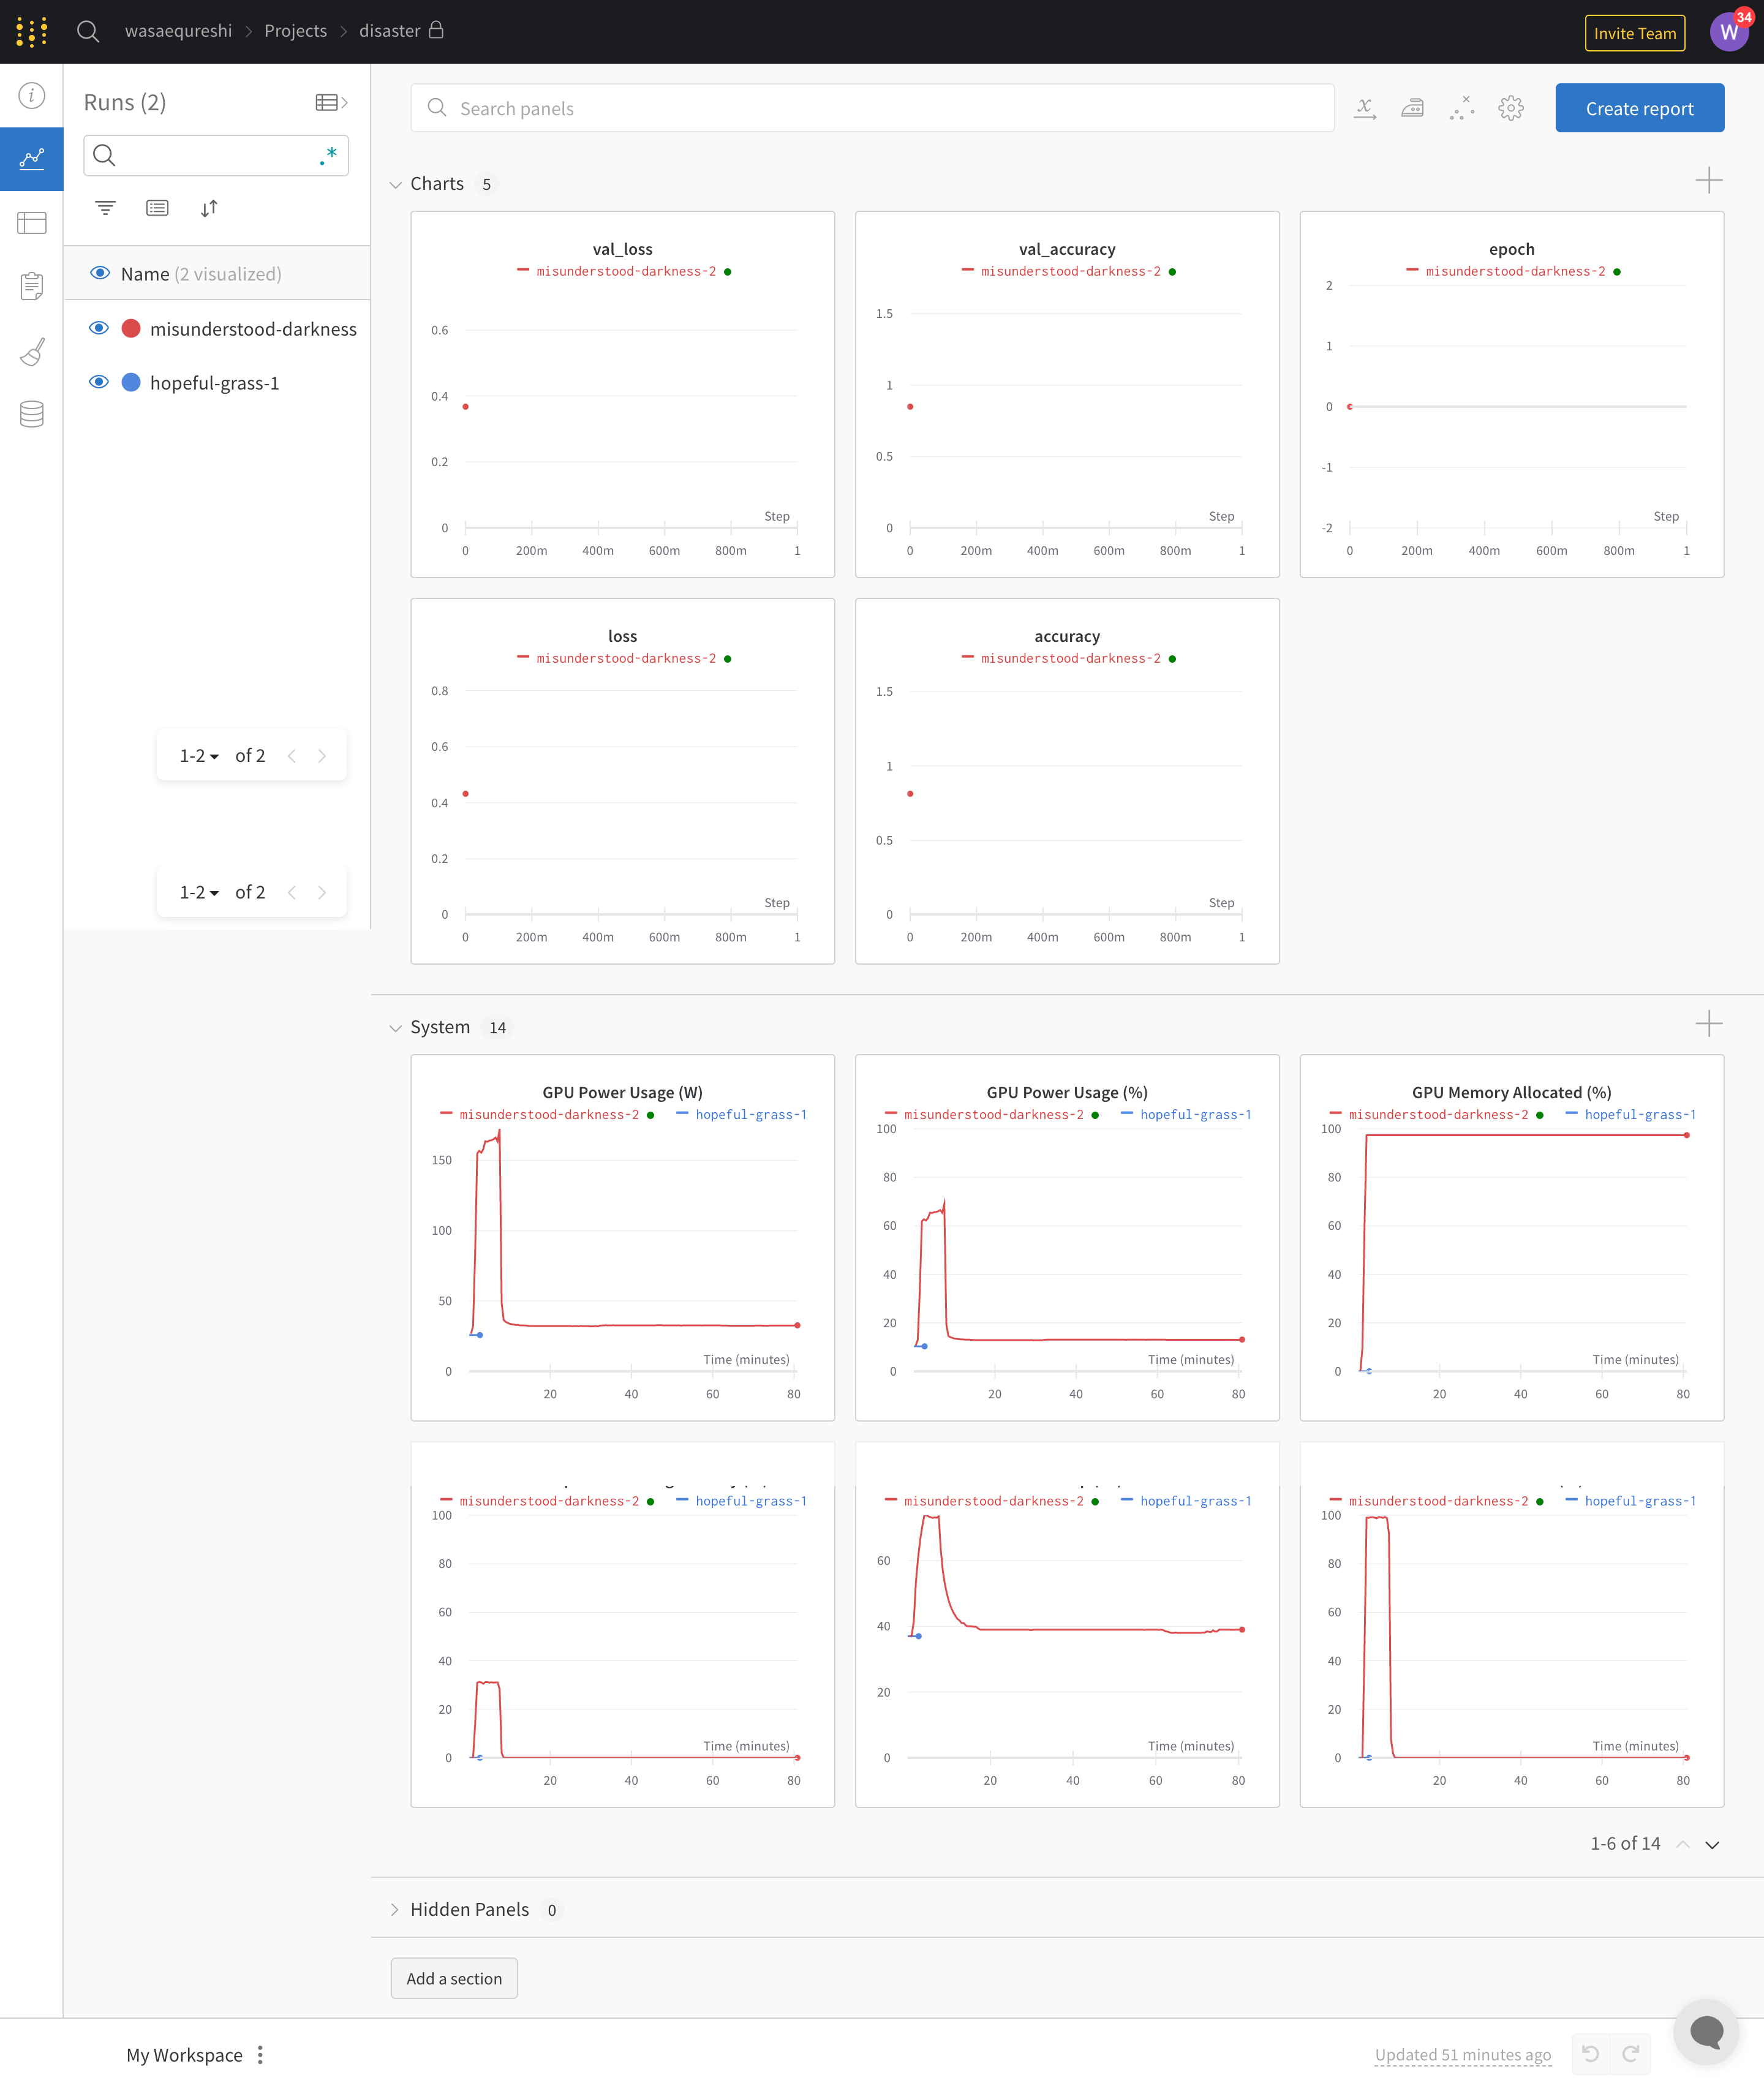 wasaequreshi > Projects > disaster
Invite Team
W
34
Runs (2)
.*
Name (2 visualized)
misunderstood-darkness
hopeful-grass-1
1-2 of 2
1-2 of 2
Search panels
Create report
Charts 5
val_loss
misunderstood-darkness-2
0.6
0.4
0.2
0
Step
0 200m 400m 600m 800m 1
val_accuracy
misunderstood-darkness-2
1.5
1
0.5
0
Step
0 200m 400m 600m 800m 1
epoch
misunderstood-darkness-2
2
1
0
-1
-2
Step
0 200m 400m 600m 800m 1
loss
misunderstood-darkness-2
0.8
0.6
0.4
0.2
0
Step
0 200m 400m 600m 800m 1
accuracy
misunderstood-darkness-2
1.5
1
0.5
0
Step
0 200m 400m 600m 800m 1
System 14
GPU Power Usage (W)
misunderstood-darkness-2 hopeful-grass-1
150
100
50
0
Time (minutes)
20 40 60 80
GPU Power Usage (%)
misunderstood-darkness-2 hopeful-grass-1
100
80
60
40
20
0
Time (minutes)
20 40 60 80
GPU Memory Allocated (%)
misunderstood-darkness-2 hopeful-grass-1
100
80
60
40
20
0
Time (minutes)
20 40 60 80
misunderstood-darkness-2 hopeful-grass-1
100
80
60
40
20
0
Time (minutes)
20 40 60 80
misunderstood-darkness-2 hopeful-grass-1
60
40
20
0
Time (minutes)
20 40 60 80
misunderstood-darkness-2 hopeful-grass-1
100
80
60
40
20
0
Time (minutes)
20 40 60 80
1-6 of 14
Hidden Panels 0
Add a section
My Workspace
Updated 51 minutes ago